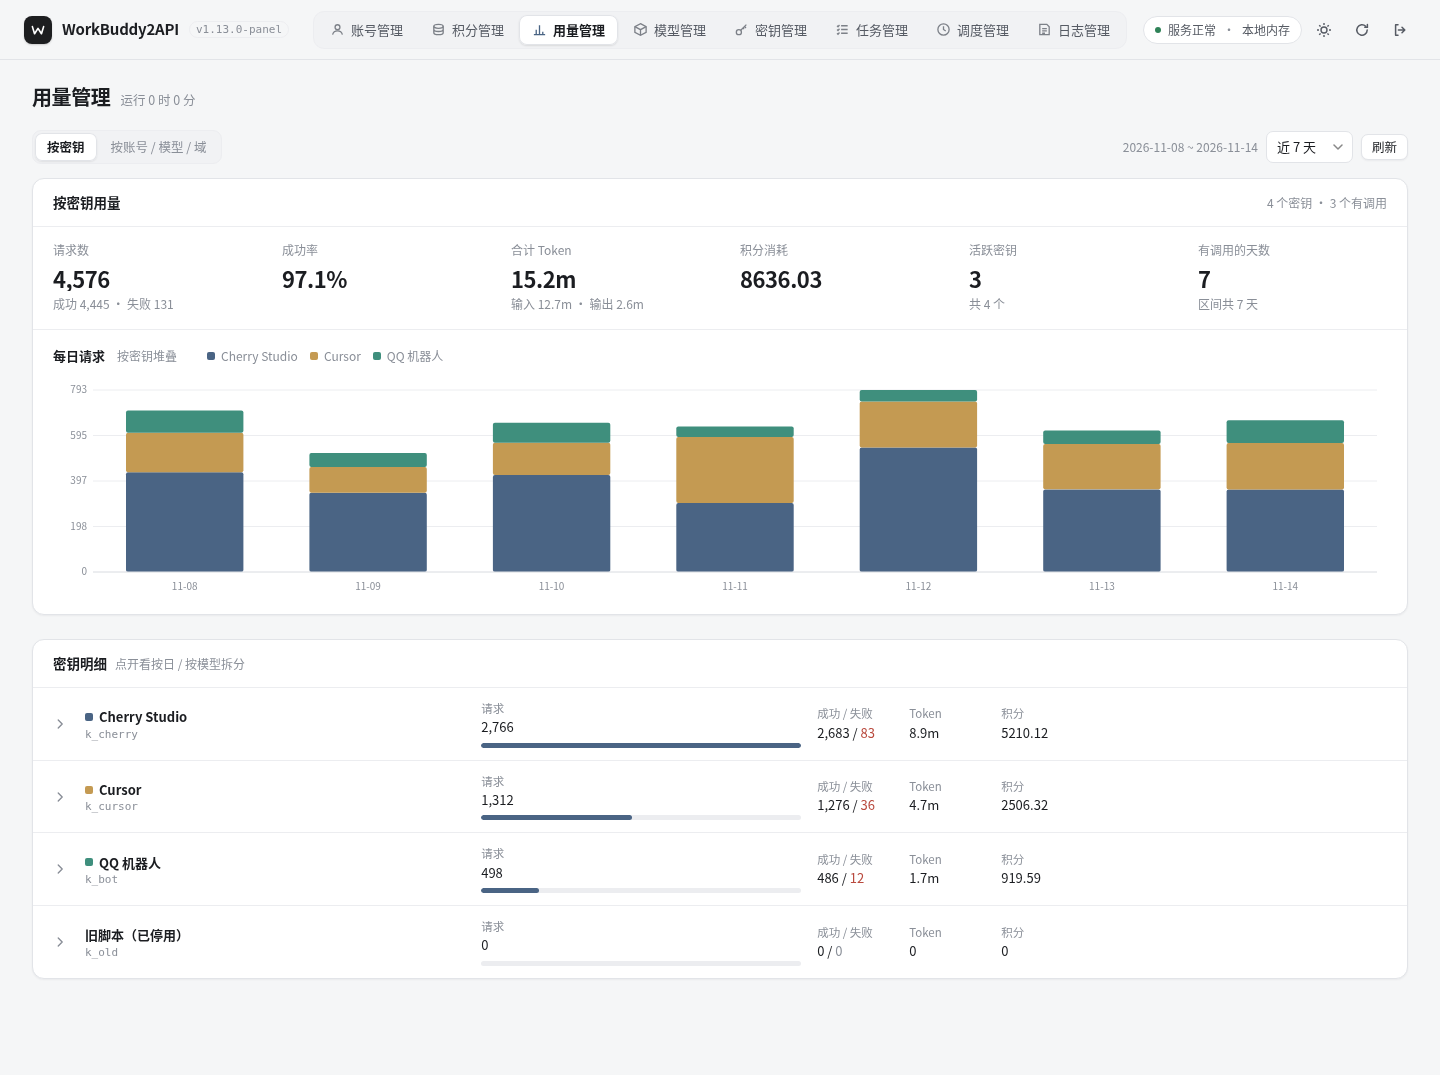 WorkBuddy2API v1.13.0-panel 账号管理 积分管理 用量管理 模型管理 密钥管理 任务管理 调度管理 日志管理 服务正常 · 本地内存
用量管理 运行 0 时 0 分
按密钥 按账号 / 模型 / 域 2026-11-08 ~ 2026-11-14 近 7 天 刷新
按密钥用量 4 个密钥 · 3 个有调用
请求数 成功率 合计 Token 积分消耗 活跃密钥 有调用的天数
4,576 97.1% 15.2m 8636.03 3 7
成功 4,445 · 失败 131 输入 12.7m · 输出 2.6m 共 4 个 区间共 7 天
每日请求 按密钥堆叠 Cherry Studio Cursor QQ 机器人
793
595
397
198
0
11-08 11-09 11-10 11-11 11-12 11-13 11-14
密钥明细 点开看按日 / 按模型拆分
Cherry Studio
k_cherry
请求
2,766
成功 / 失败 Token 积分
2,683 / 83 8.9m 5210.12
Cursor
k_cursor
请求
1,312
成功 / 失败 Token 积分
1,276 / 36 4.7m 2506.32
QQ 机器人
k_bot
请求
498
成功 / 失败 Token 积分
486 / 12 1.7m 919.59
旧脚本（已停用）
k_old
请求
0
成功 / 失败 Token 积分
0 / 0 0 0